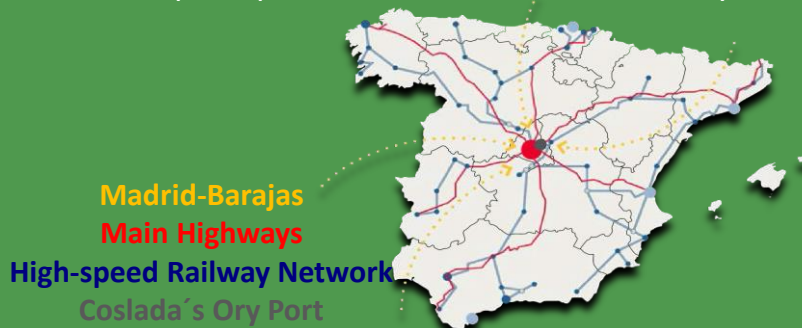 Madrid-Barajas
Main Highways
High-speed Railway Network
Coslada´s Ory Port